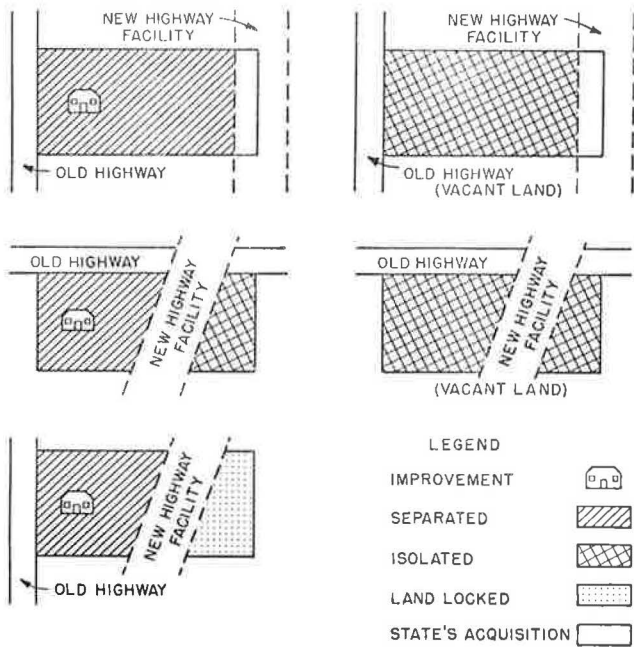 NEW HIGHWAY
FACILITY
OLD HIGHWAY
NEW HIGHWAY
FACILITY
OLD HIGHWAY
(VACANT LAND)
OLD HIGHWAY
NEW HIGHWAY
FACILITY
OLD HIGHWAY
NEW HIGHWAY
FACILITY
(VACANT LAND)
NEW HIGHWAY
FACILITY
OLD HIGHWAY
LEGEND
IMPROVEMENT
SEPARATED
ISOLATED
LAND LOCKED
STATE'S ACQUISITION